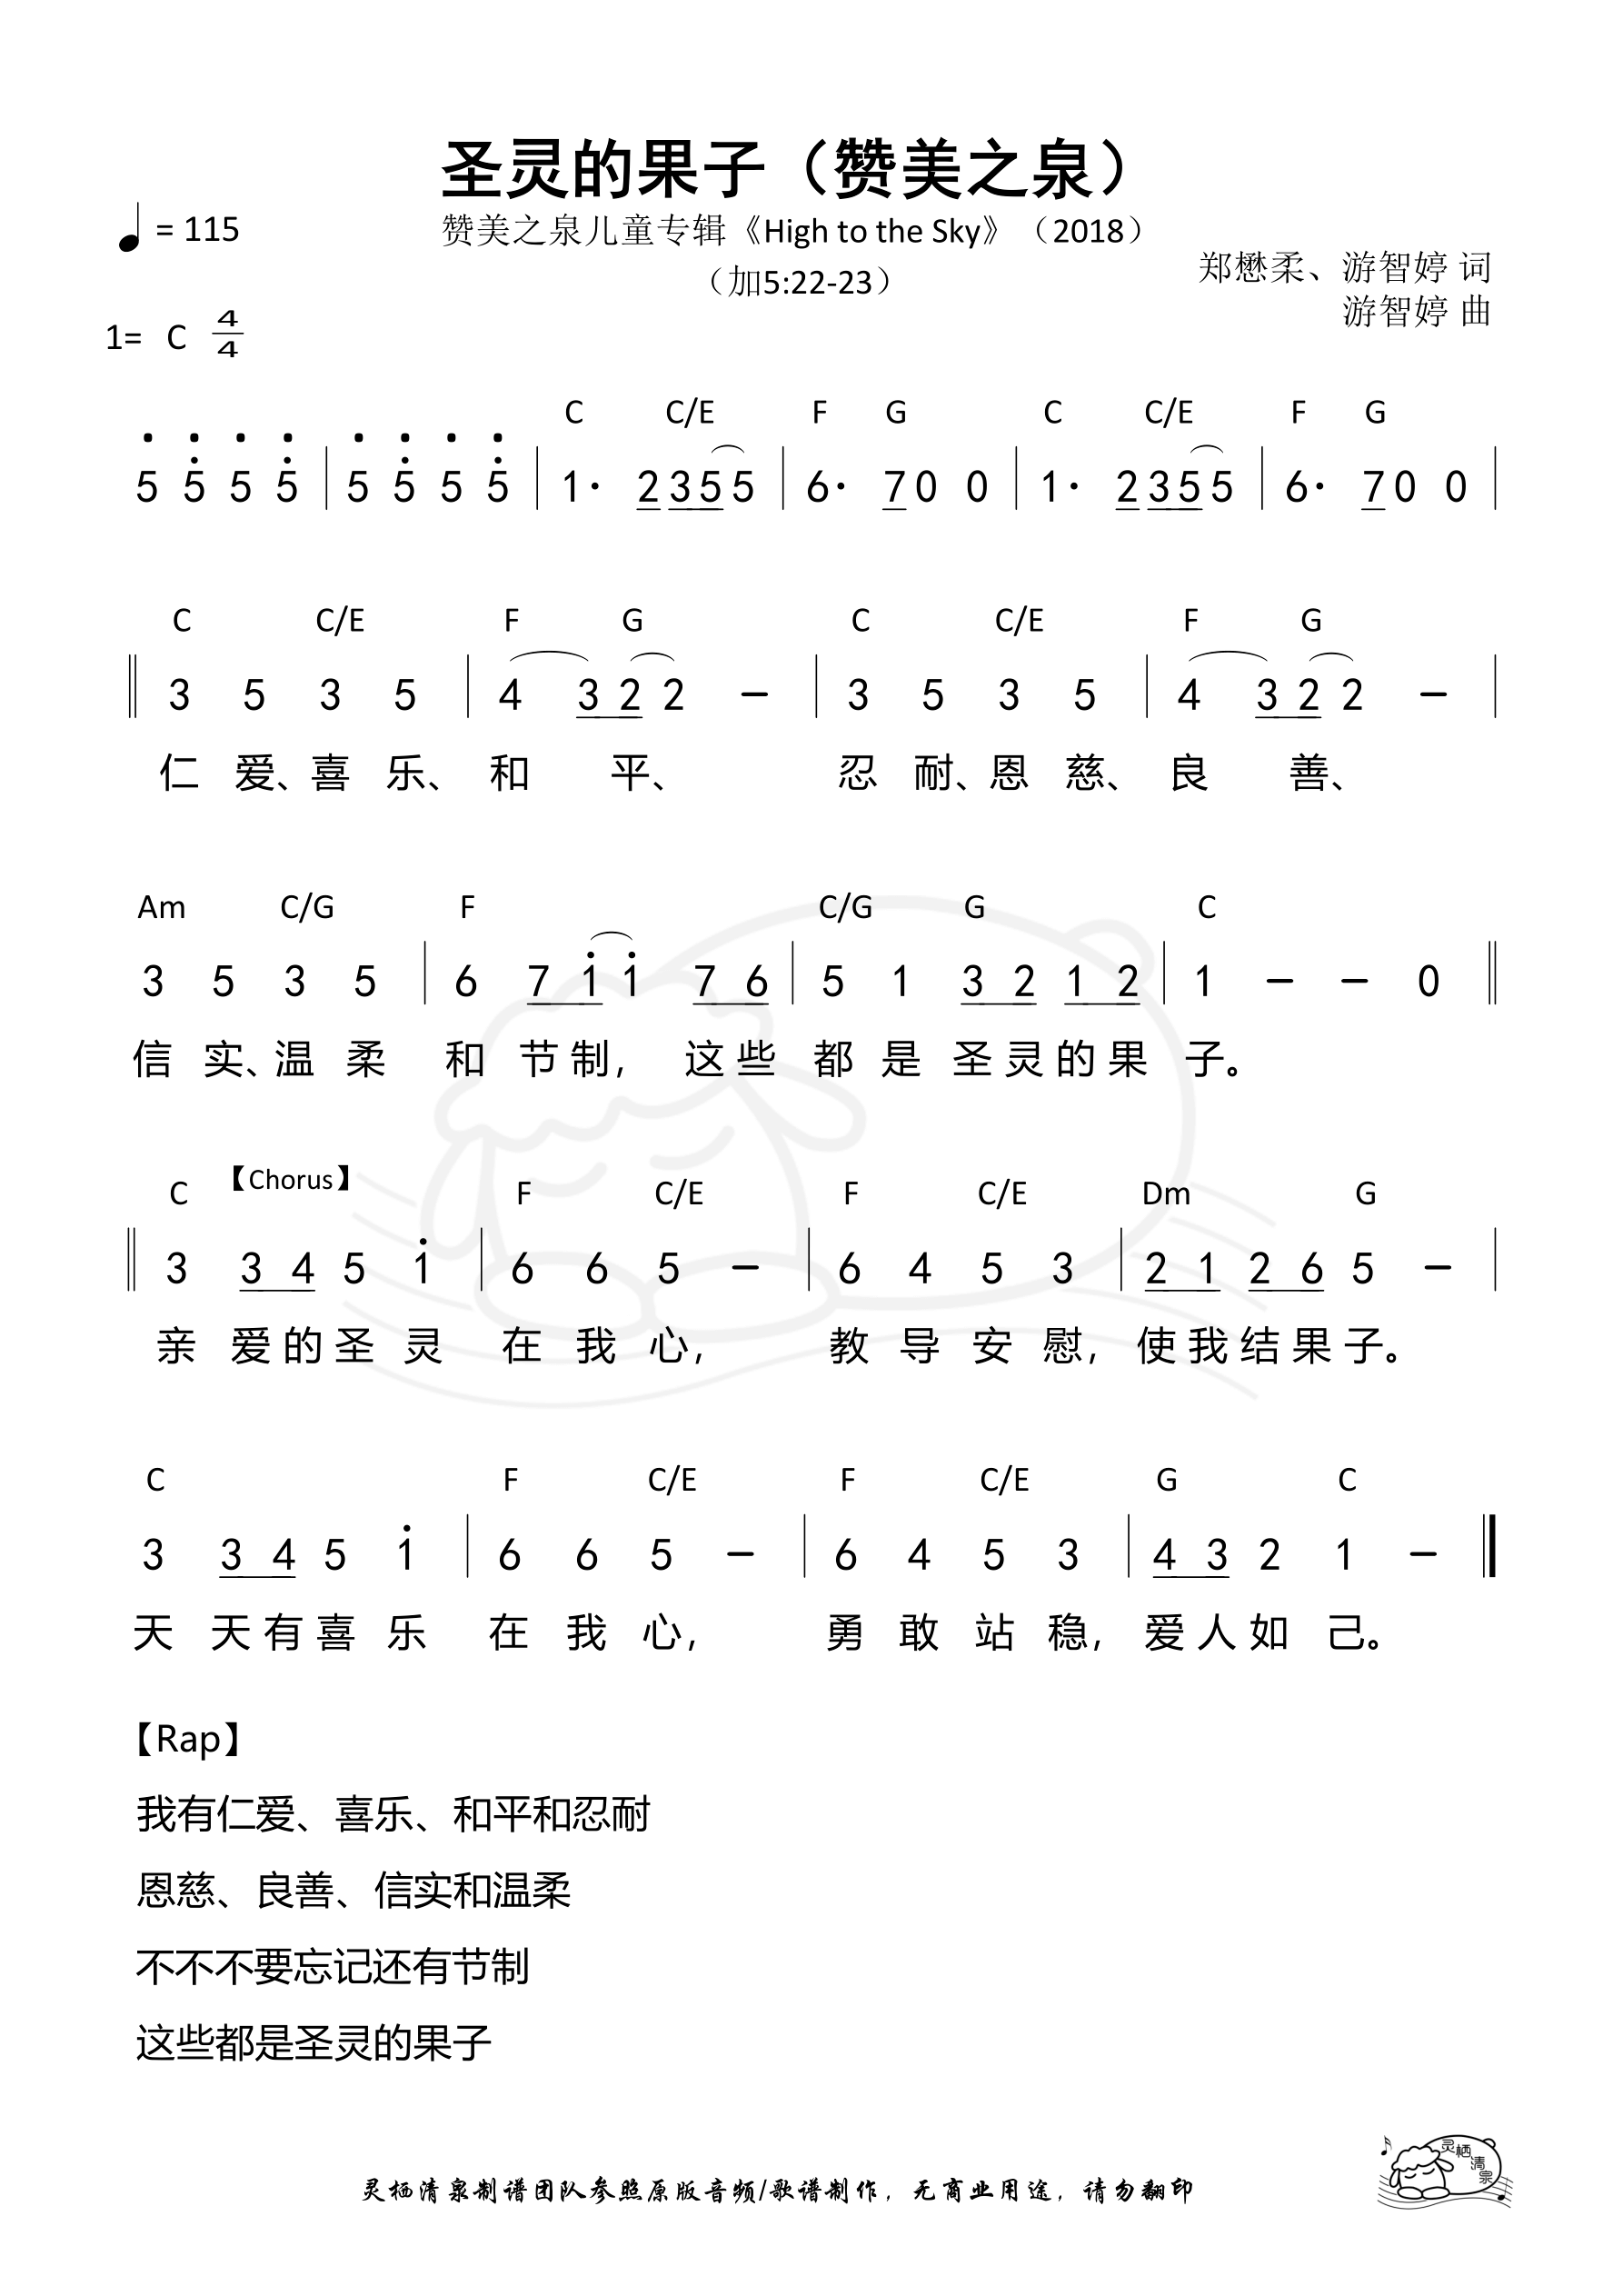 圣灵的果子（赞美之泉）
♩ = 115
赞美之泉儿童专辑《High to the Sky》（2018）
（加5:22-23）
郑懋柔、游智婷 词
游智婷 曲
1= C 4/4
C C/E F G C C/E F G
5 5̇ 5 5̇ | 5 5̇ 5 5̇ | 1· 2 3 5 5 | 6· 7 0 0 | 1· 2 3 5 5 | 6· 7 0 0 |
C C/E F G C C/E F G
‖ 3 5 3 5 | 4 3 2 2 – | 3 5 3 5 | 4 3 2 2 – |
仁 爱、喜 乐、 和 平、 忍 耐、恩 慈、 良 善、
Am C/G F C/G G C
3 5 3 5 | 6 7 1̇ 1̇ 7 6 | 5 1 3 2 1 2 | 1 – – 0 ‖
信 实、温 柔 和 节 制， 这 些 都 是 圣 灵 的 果 子。
C 【Chorus】 F C/E F C/E Dm G
‖ 3 3 4 5 1̇ | 6 6 5 – | 6 4 5 3 | 2 1 2 6 5 – |
亲 爱 的 圣 灵 在 我 心， 教 导 安 慰， 使 我 结 果 子。
C F C/E F C/E G C
3 3 4 5 1̇ | 6 6 5 – | 6 4 5 3 | 4 3 2 1 – ‖
天 天 有 喜 乐 在 我 心， 勇 敢 站 稳， 爱 人 如 己。
【Rap】
我有仁爱、喜乐、和平和忍耐
恩慈、良善、信实和温柔
不不不要忘记还有节制
这些都是圣灵的果子
灵栖清泉
灵栖清泉制谱团队参照原版音频/歌谱制作，无商业用途，请勿翻印